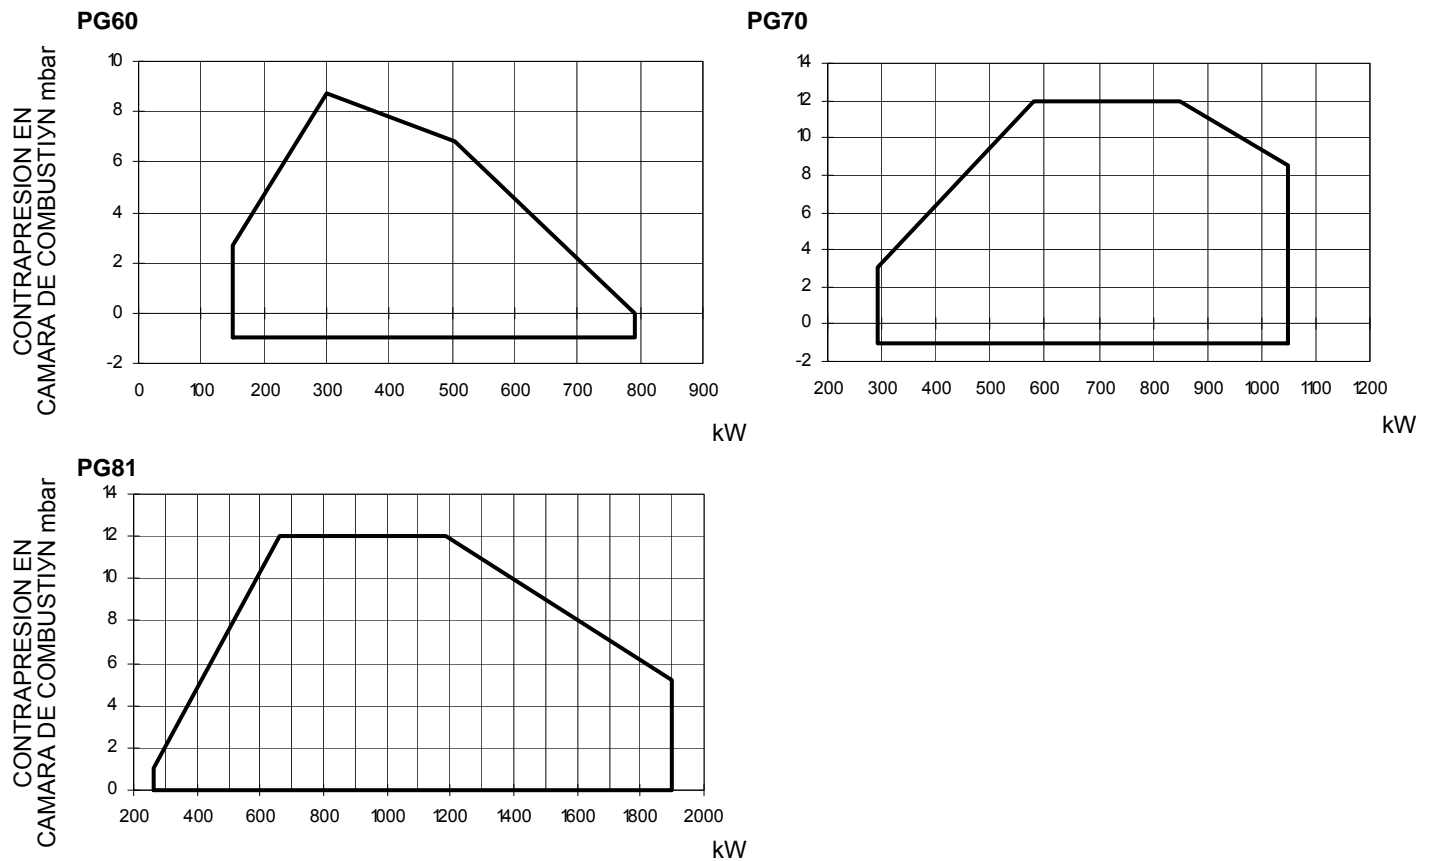 PG60
CONTRAPRESION EN
CAMARA DE COMBUSTIYN mbar
10
8
6
4
2
0
-2
0 100 200 300 400 500 600 700 800 900
kW
PG70
14
12
10
8
6
4
2
0
-2
200 300 400 500 600 700 800 900 1000 1100 1200
kW
PG81
CONTRAPRESION EN
CAMARA DE COMBUSTIYN mbar
14
12
10
8
6
4
2
0
200 400 600 800 1000 1200 1400 1600 1800 2000
kW